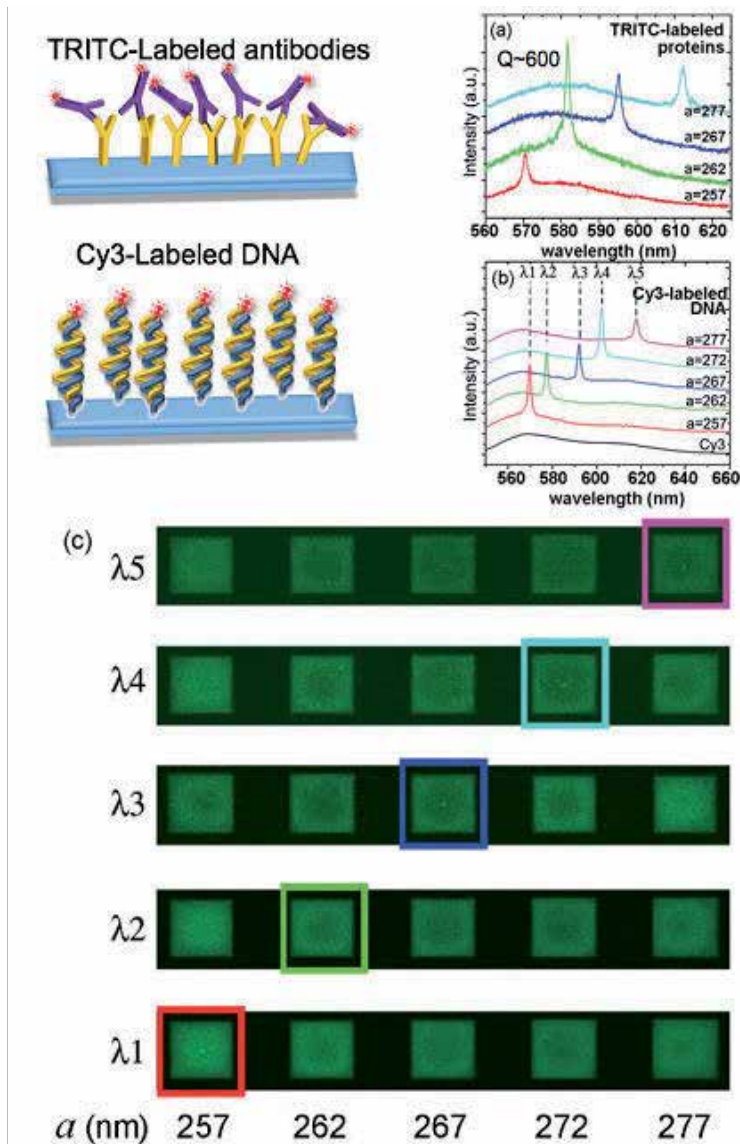 TRITC-Labeled antibodies
Cy3-Labeled DNA
(a)
TRITC-labeled
proteins
Q~600
a=277
a=267
a=262
a=257
Intensity (a.u.)
560 570 580 590 600 610 620
wavelength (nm)
(b)
λ1 λ2 λ3 λ4 λ5
Cy3-labeled
DNA
a=277
a=272
a=267
a=262
a=257
Cy3
Intensity (a.u.)
560 580 600 620 640 660
wavelength (nm)
(c)
λ5
λ4
λ3
λ2
λ1
a (nm) 257 262 267 272 277